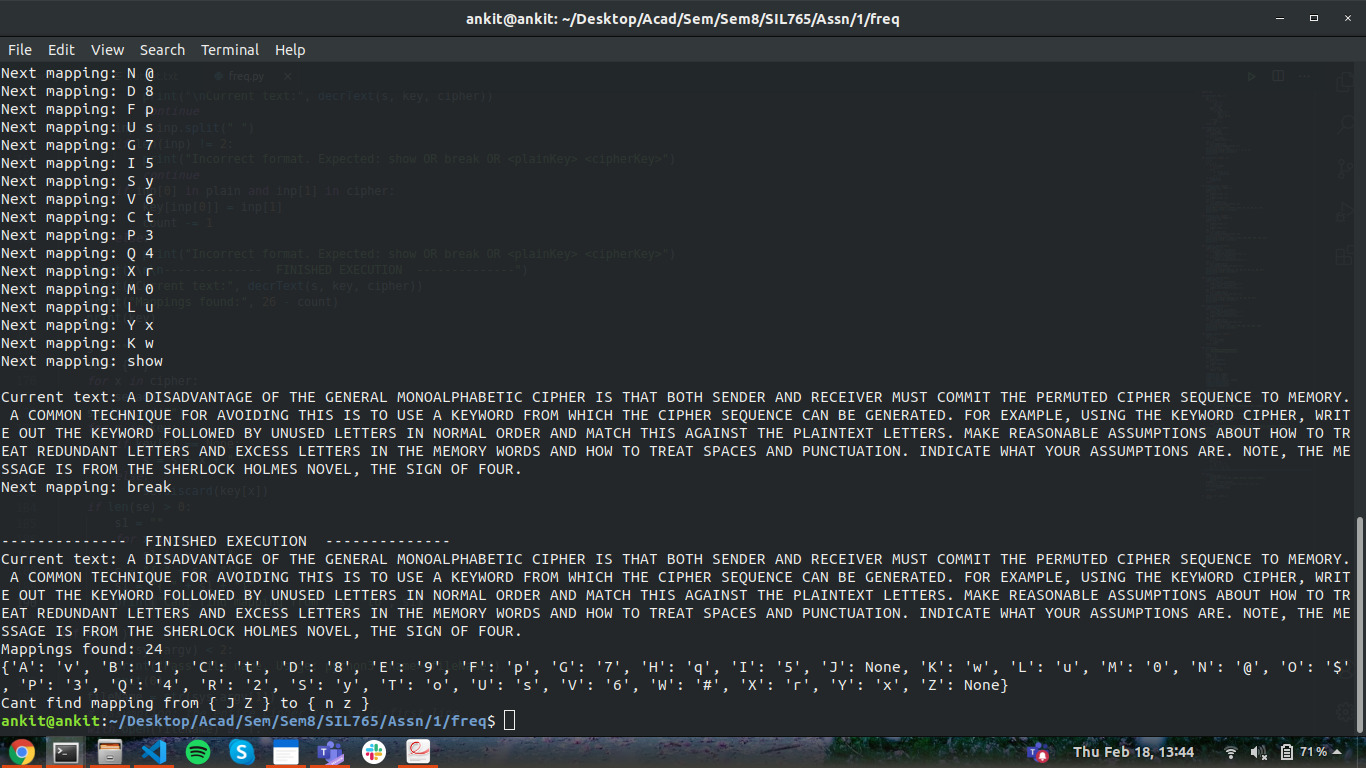 ankit@ankit: ~/Desktop/Acad/Sem/Sem8/SIL765/Assn/1/freq
File Edit View Search Terminal Help
Next mapping: N @
Next mapping: D 8
Next mapping: F p
Next mapping: U s
Next mapping: G 7
Next mapping: I 5
Next mapping: S y
Next mapping: V 6
Next mapping: C t
Next mapping: P 3
Next mapping: Q 4
Next mapping: X r
Next mapping: M 0
Next mapping: L u
Next mapping: Y x
Next mapping: K w
Next mapping: show
Current text: A DISADVANTAGE OF THE GENERAL MONOALPHABETIC CIPHER IS THAT BOTH SENDER AND RECEIVER MUST COMMIT THE PERMUTED CIPHER SEQUENCE TO MEMORY.
A COMMON TECHNIQUE FOR AVOIDING THIS IS TO USE A KEYWORD FROM WHICH THE CIPHER SEQUENCE CAN BE GENERATED. FOR EXAMPLE, USING THE KEYWORD CIPHER, WRIT
E OUT THE KEYWORD FOLLOWED BY UNUSED LETTERS IN NORMAL ORDER AND MATCH THIS AGAINST THE PLAINTEXT LETTERS. MAKE REASONABLE ASSUMPTIONS ABOUT HOW TO TR
EAT REDUNDANT LETTERS AND EXCESS LETTERS IN THE MEMORY WORDS AND HOW TO TREAT SPACES AND PUNCTUATION. INDICATE WHAT YOUR ASSUMPTIONS ARE. NOTE, THE ME
SSAGE IS FROM THE SHERLOCK HOLMES NOVEL, THE SIGN OF FOUR.
Next mapping: break
-------------- FINISHED EXECUTION --------------
Current text: A DISADVANTAGE OF THE GENERAL MONOALPHABETIC CIPHER IS THAT BOTH SENDER AND RECEIVER MUST COMMIT THE PERMUTED CIPHER SEQUENCE TO MEMORY.
A COMMON TECHNIQUE FOR AVOIDING THIS IS TO USE A KEYWORD FROM WHICH THE CIPHER SEQUENCE CAN BE GENERATED. FOR EXAMPLE, USING THE KEYWORD CIPHER, WRIT
E OUT THE KEYWORD FOLLOWED BY UNUSED LETTERS IN NORMAL ORDER AND MATCH THIS AGAINST THE PLAINTEXT LETTERS. MAKE REASONABLE ASSUMPTIONS ABOUT HOW TO TR
EAT REDUNDANT LETTERS AND EXCESS LETTERS IN THE MEMORY WORDS AND HOW TO TREAT SPACES AND PUNCTUATION. INDICATE WHAT YOUR ASSUMPTIONS ARE. NOTE, THE ME
SSAGE IS FROM THE SHERLOCK HOLMES NOVEL, THE SIGN OF FOUR.
Mappings found: 24
{'A': 'v', 'B': '1', 'C': 't', 'D': '8', 'E': '9', 'F': 'p', 'G': '7', 'H': 'q', 'I': '5', 'J': None, 'K': 'w', 'L': 'u', 'M': '0', 'N': '@', 'O': '$'
, 'P': '3', 'Q': '4', 'R': '2', 'S': 'y', 'T': 'o', 'U': 's', 'V': '6', 'W': '#', 'X': 'r', 'Y': 'x', 'Z': None}
Cant find mapping from { J Z } to { n z }
ankit@ankit:~/Desktop/Acad/Sem/Sem8/SIL765/Assn/1/freq$
Thu Feb 18, 13:44
71%